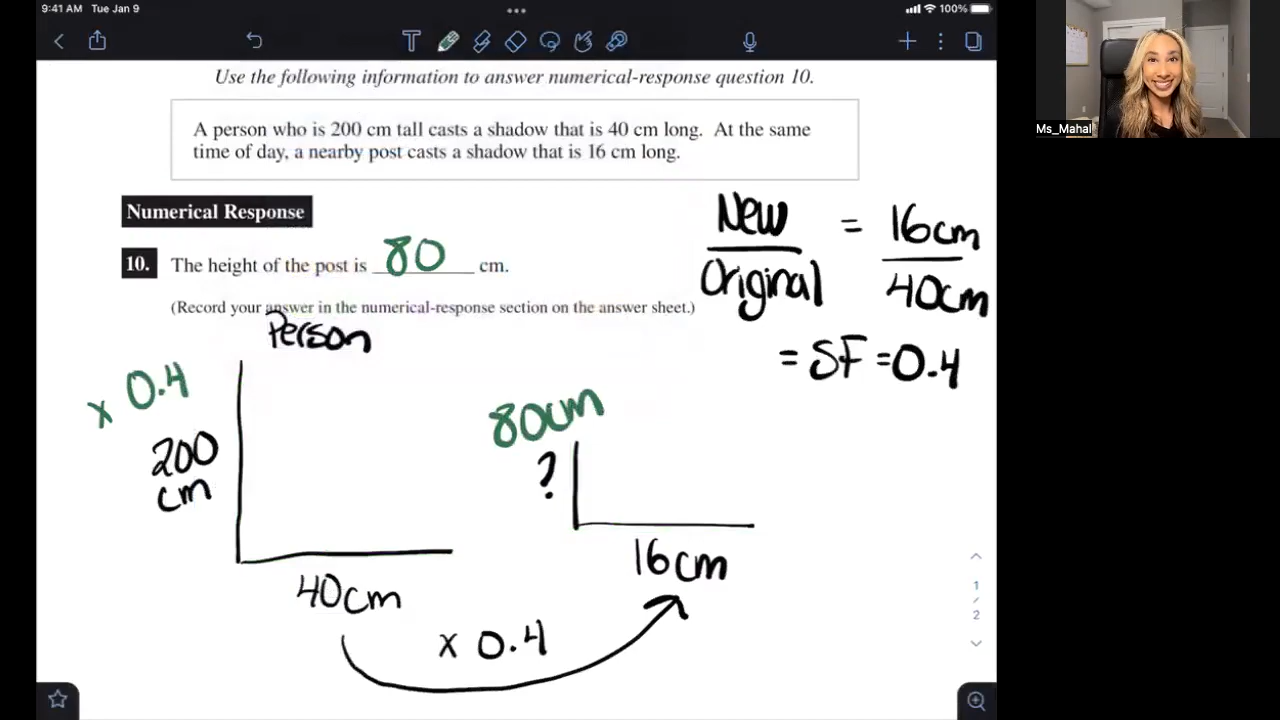 9:41 AM Tue Jan 9
100%
Use the following information to answer numerical-response question 10.
A person who is 200 cm tall casts a shadow that is 40 cm long. At the same
time of day, a nearby post casts a shadow that is 16 cm long.
Numerical Response
10. The height of the post is 80 cm.
(Record your answer in the numerical-response section on the answer sheet.)
New
Original
= 16cm
40cm
= SF = 0.4
Person
x 0.4
200
cm
40cm
80cm
?
16cm
x 0.4
1
/
2
Ms_Mahal